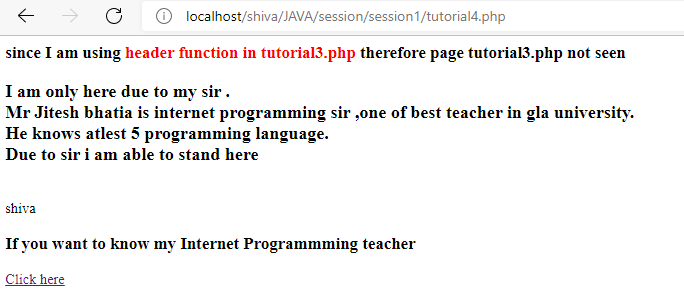 localhost/shiva/JAVA/session/session1/tutorial4.php
since I am using header function in tutorial3.php therefore page tutorial3.php not seen
I am only here due to my sir .
Mr Jitesh bhatia is internet programming sir ,one of best teacher in gla university.
He knows atlest 5 programming language.
Due to sir i am able to stand here
shiva
If you want to know my Internet Programmming teacher
Click here